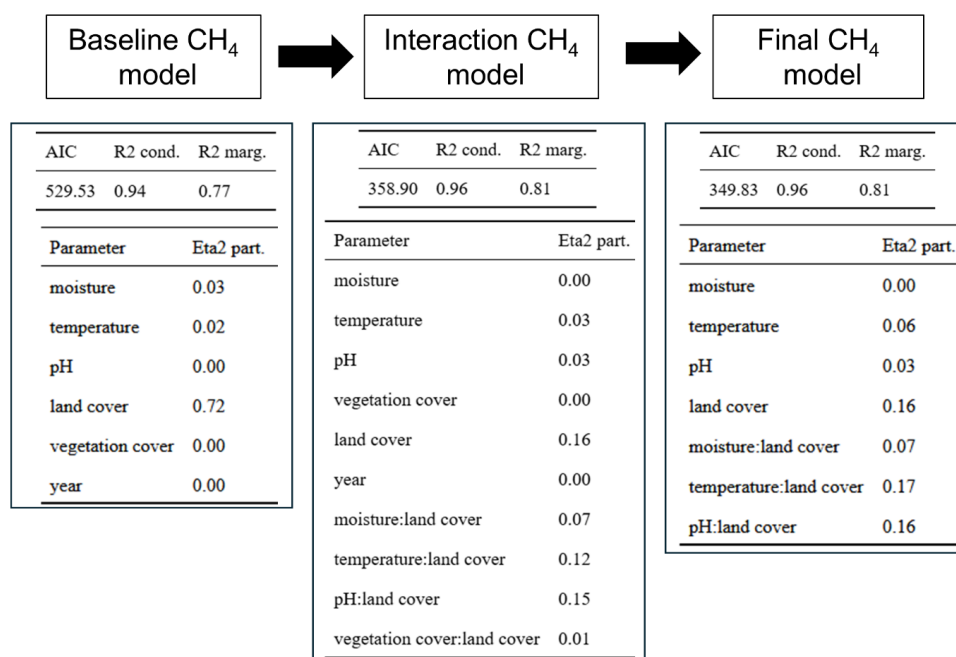 Baseline CH4
model
Interaction CH4
model
Final CH4
model
AIC R2 cond. R2 marg.
529.53 0.94 0.77
Parameter Eta2 part.
moisture 0.03
temperature 0.02
pH 0.00
land cover 0.72
vegetation cover 0.00
year 0.00
AIC R2 cond. R2 marg.
358.90 0.96 0.81
Parameter Eta2 part.
moisture 0.00
temperature 0.03
pH 0.03
vegetation cover 0.00
land cover 0.16
year 0.00
moisture:land cover 0.07
temperature:land cover 0.12
pH:land cover 0.15
vegetation cover:land cover 0.01
AIC R2 cond. R2 marg.
349.83 0.96 0.81
Parameter Eta2 part.
moisture 0.00
temperature 0.06
pH 0.03
land cover 0.16
moisture:land cover 0.07
temperature:land cover 0.17
pH:land cover 0.16